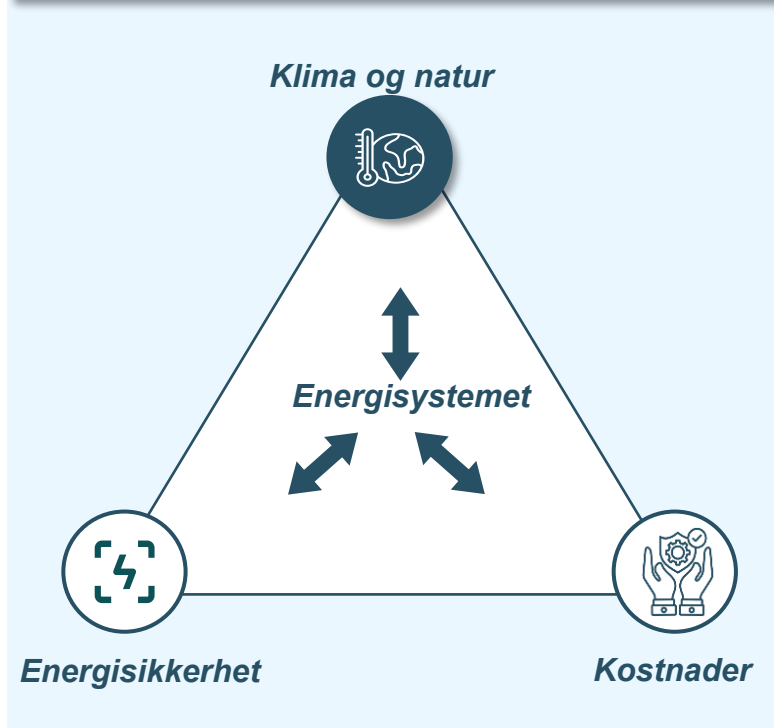 Klima og natur
Energisystemet
Energisikkerhet
Kostnader